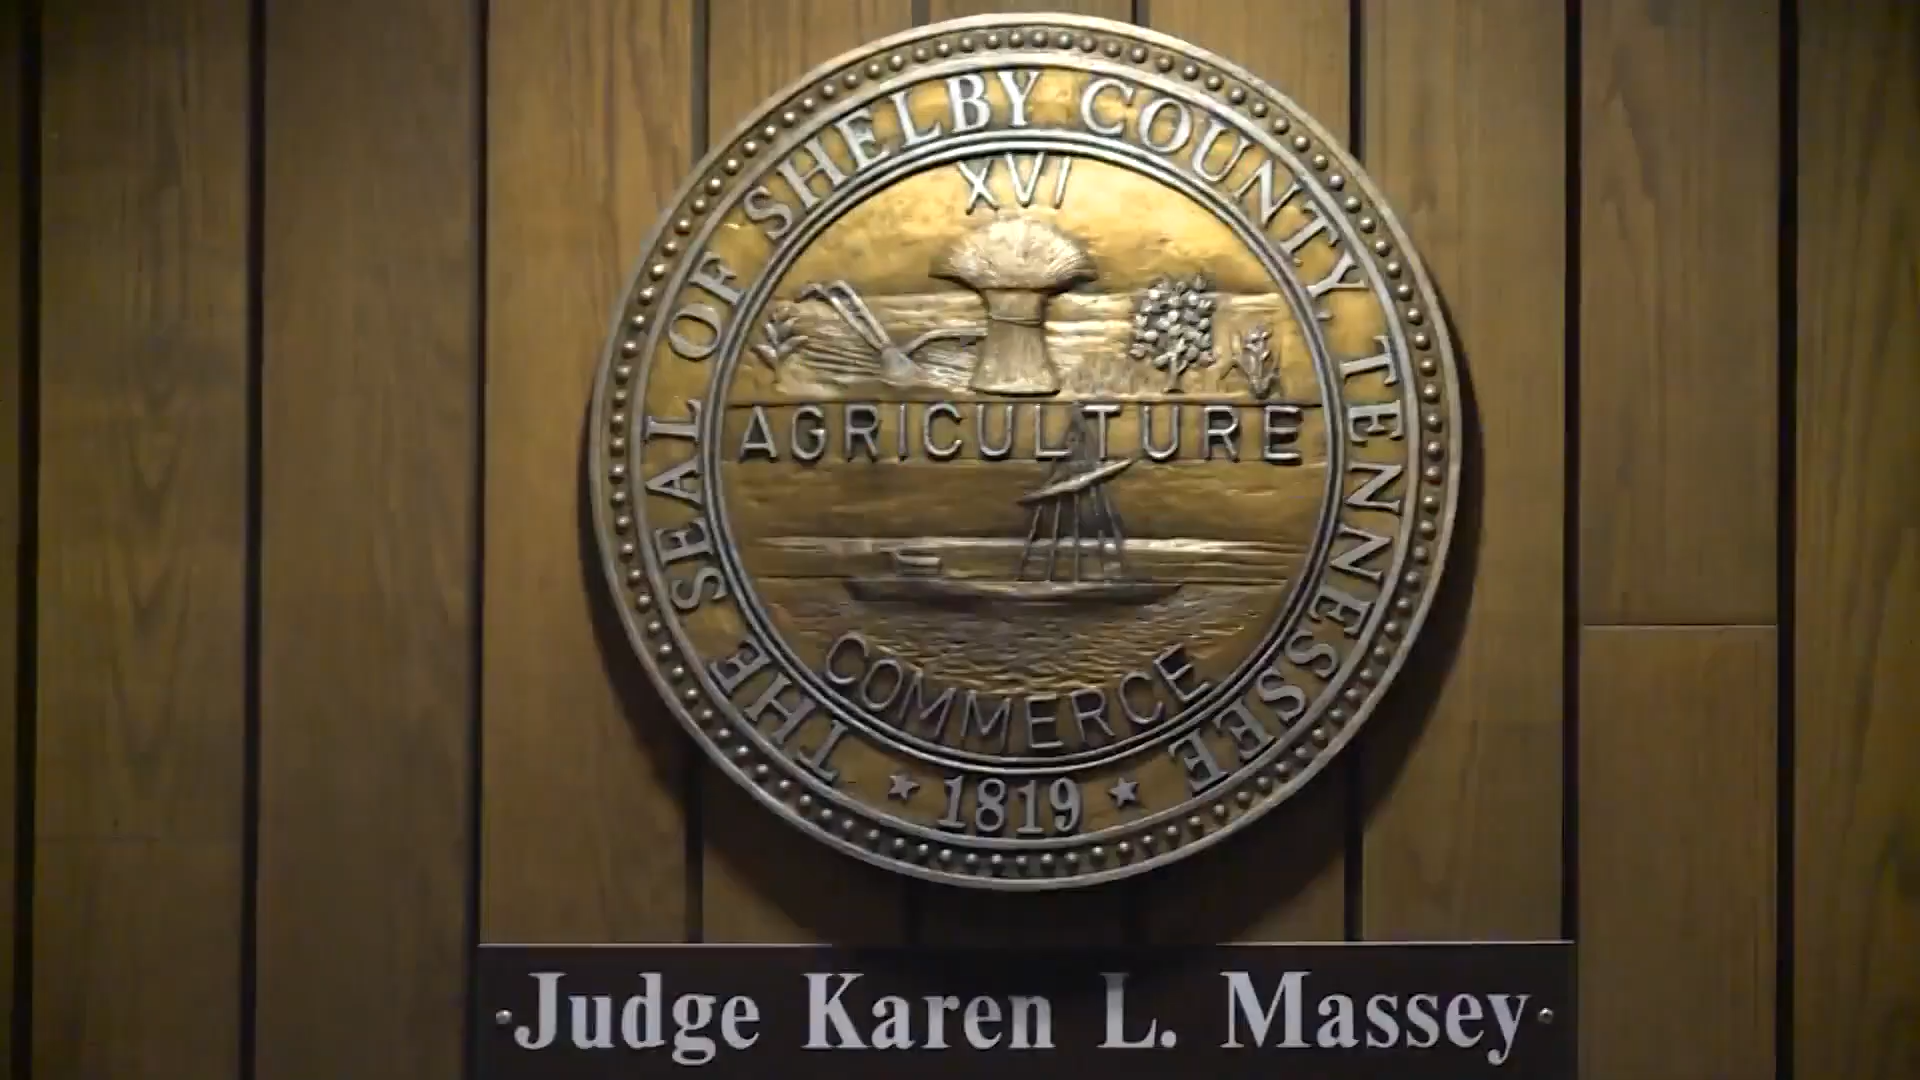 THE SEAL OF SHELBY COUNTY, TENNESSEE
XVI
AGRICULTURE
COMMERCE
★ 1819 ★
Judge Karen L. Massey